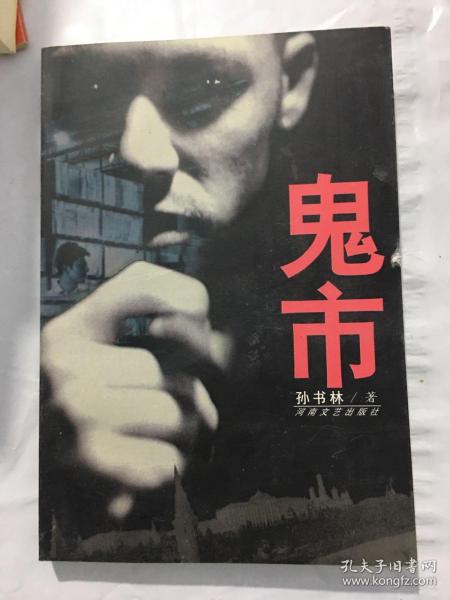 鬼
市
孙书林/著
河南文艺出版社
孔夫子旧书网
www.kongfz.com